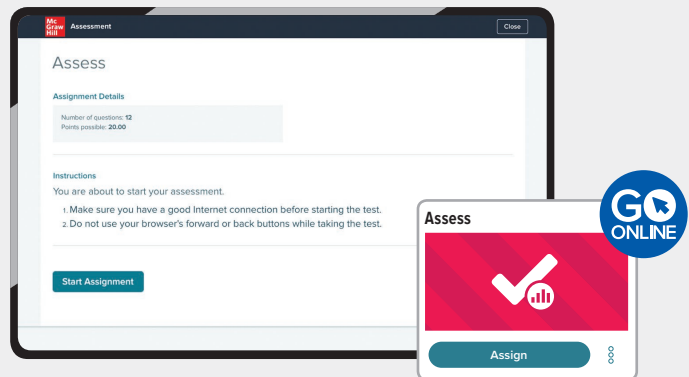 Mc
Graw
Hill
Assessment
Close
Assess
Assignment Details
Number of questions: 12
Points possible: 20.00
Instructions
You are about to start your assessment.
1. Make sure you have a good Internet connection before starting the test.
2. Do not use your browser's forward or back buttons while taking the test.
Start Assignment
Assess
Assign
GO
ONLINE